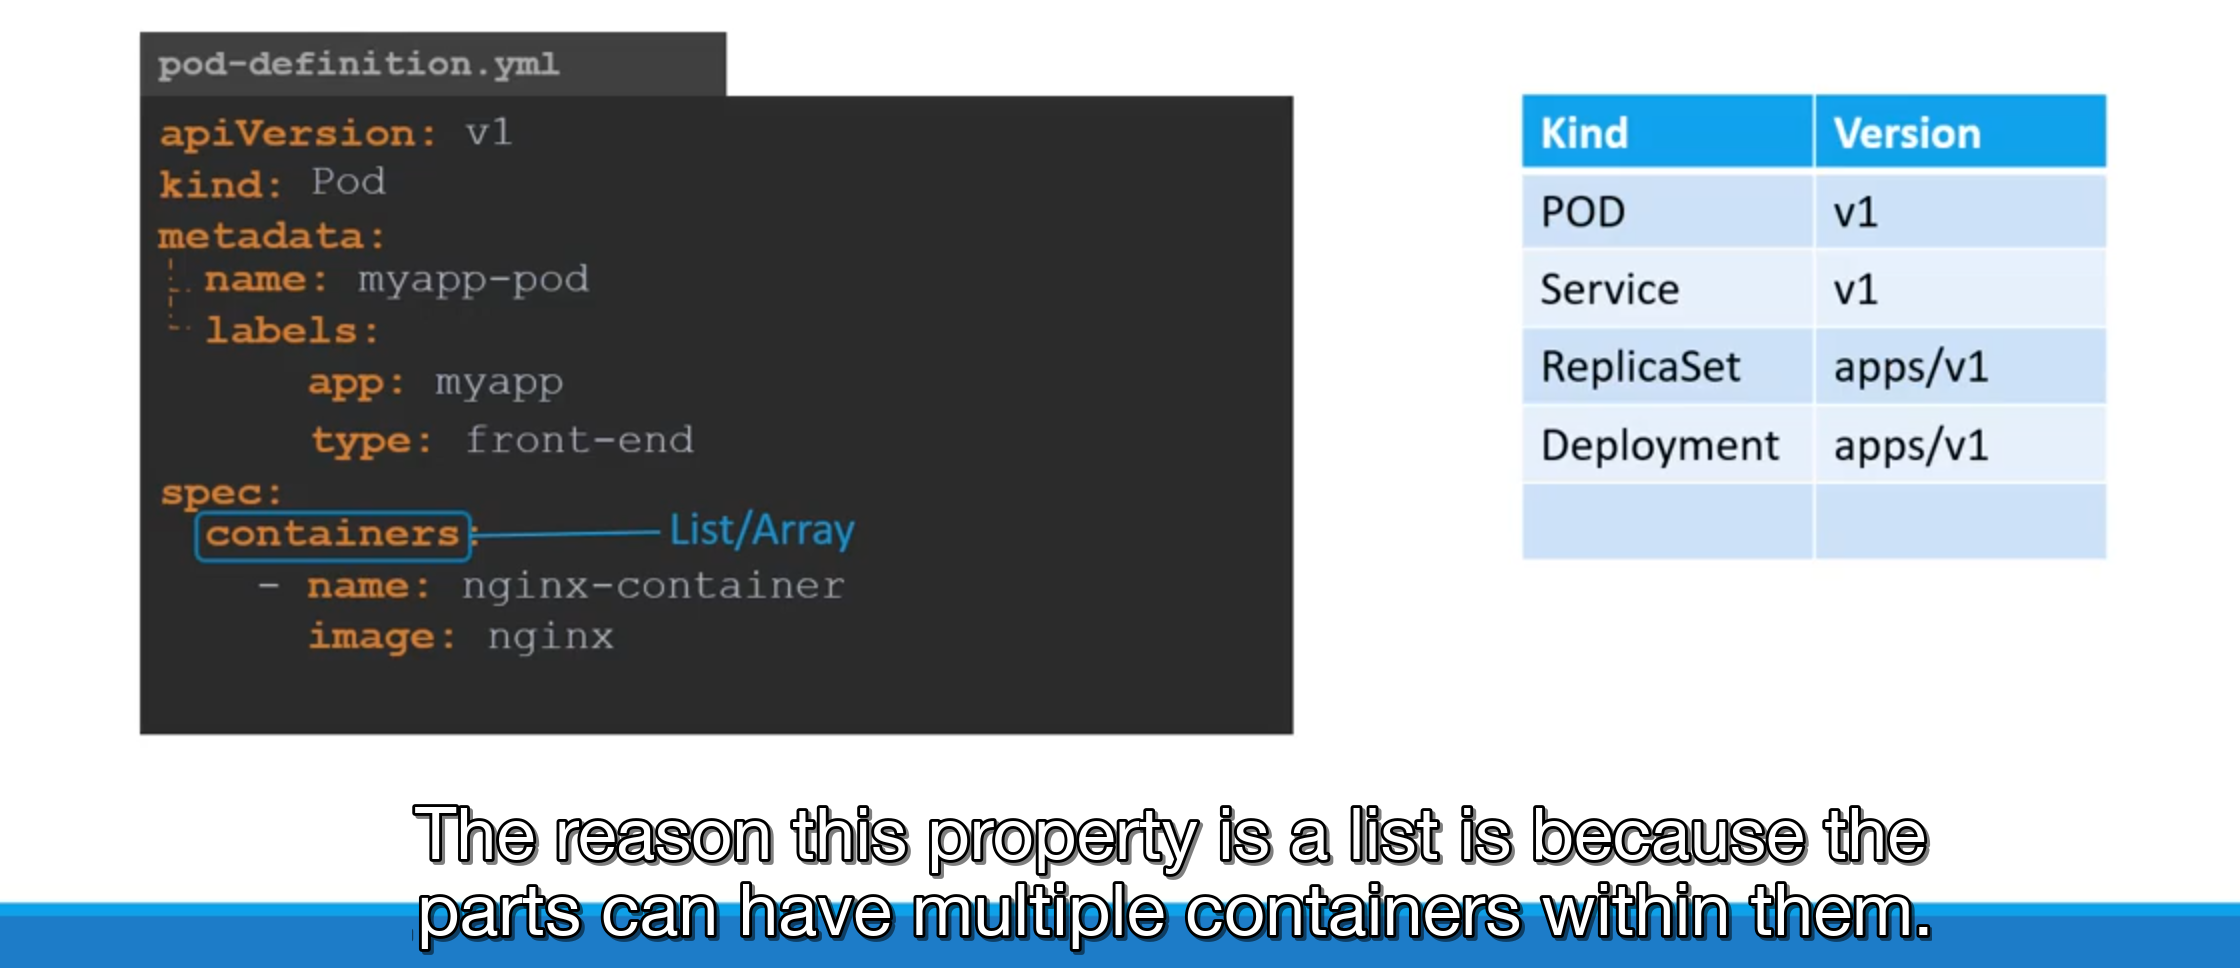 pod-definition.yml
apiVersion: v1
kind: Pod
metadata:
name: myapp-pod
labels:
app: myapp
type: front-end
spec:
containers:
List/Array
- name: nginx-container
image: nginx
Kind Version
POD v1
Service v1
ReplicaSet apps/v1
Deployment apps/v1
The reason this property is a list is because the
parts can have multiple containers within them.